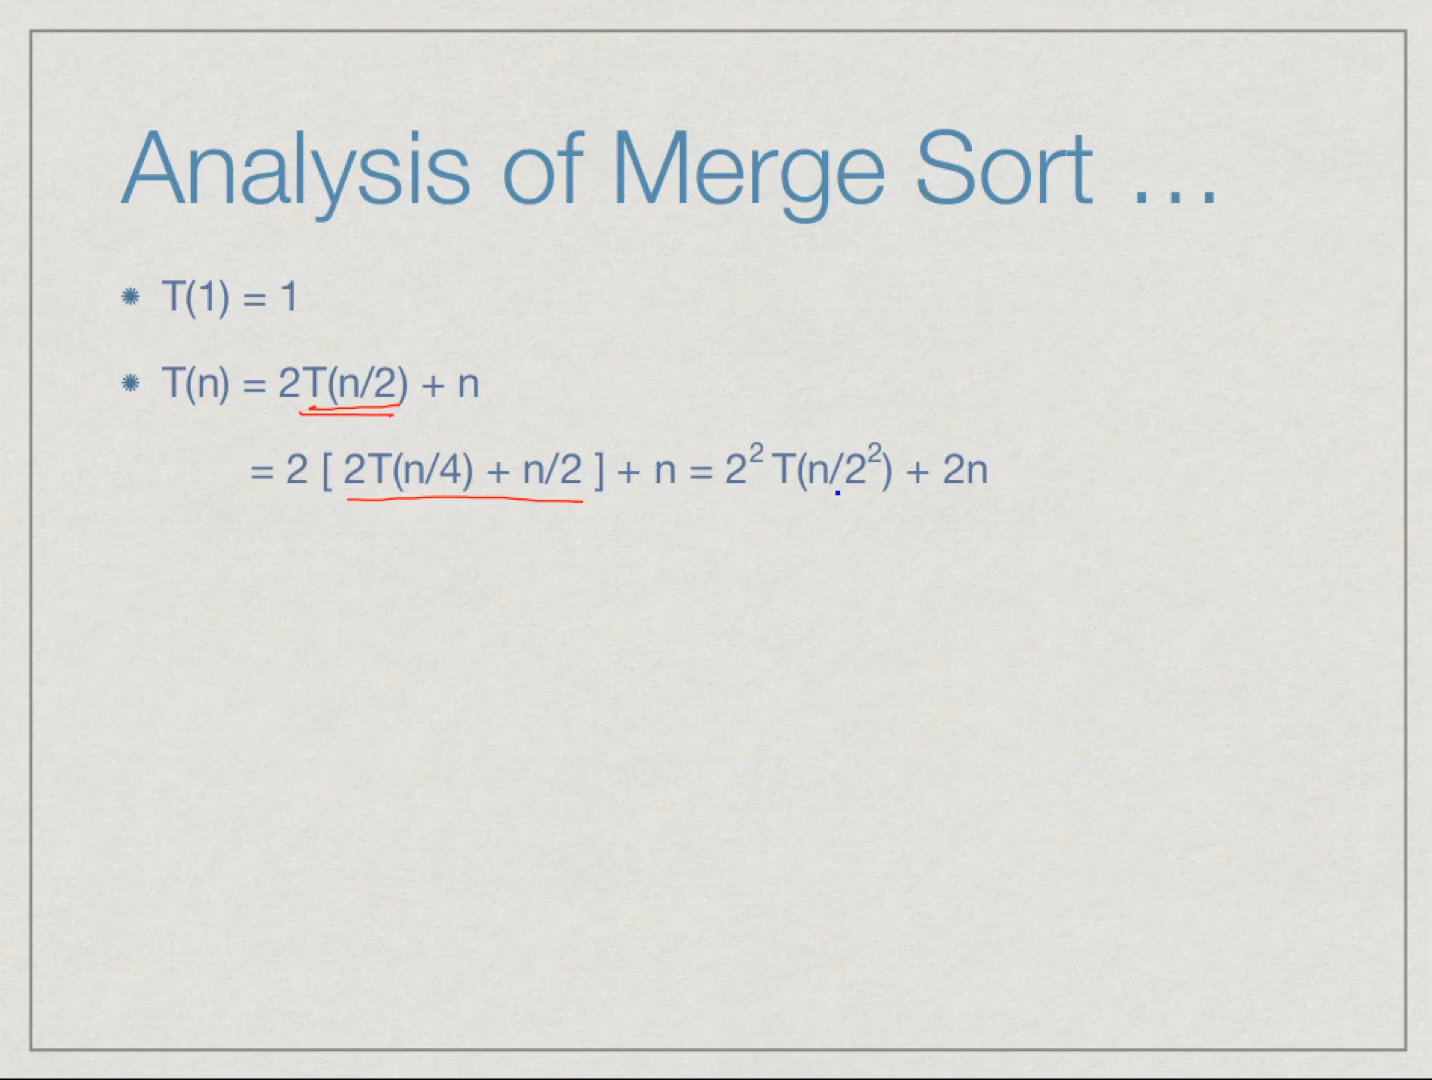 Analysis of Merge Sort …
T(1) = 1
T(n) = 2T(n/2) + n
= 2 [ 2T(n/4) + n/2 ] + n = 2² T(n/2²) + 2n